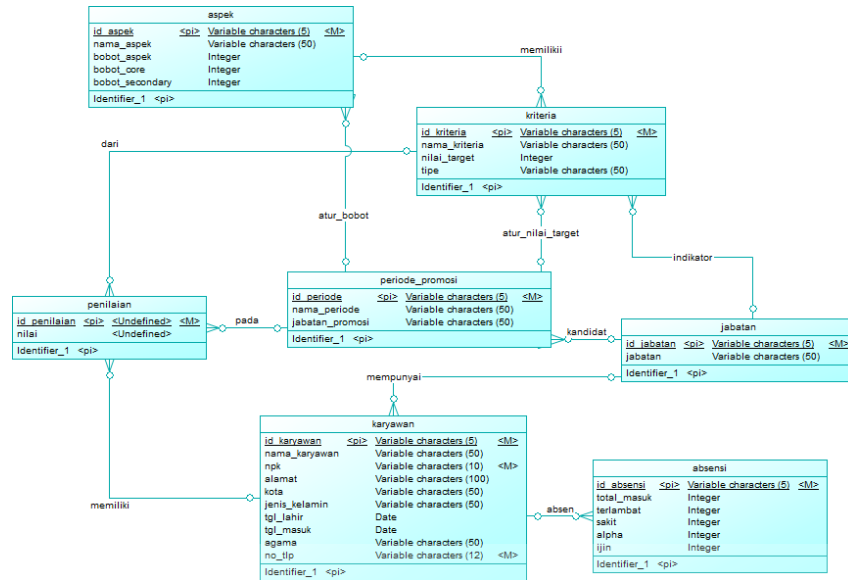 aspek
id_aspek <pi> Variable characters (5) <M>
nama_aspek Variable characters (50)
bobot_aspek Integer
bobot_core Integer
bobot_secondary Integer
Identifier_1 <pi>
memilikii
kriteria
id_kriteria <pi> Variable characters (5) <M>
nama_kriteria Variable characters (50)
nilai_target Integer
tipe Variable characters (50)
Identifier_1 <pi>
dari
atur_bobot
atur_nilai_target
indikator
periode_promosi
id_periode <pi> Variable characters (5) <M>
nama_periode Variable characters (50)
jabatan_promosi Variable characters (50)
Identifier_1 <pi>
penilaian
id_penilaian <pi> <Undefined> <M>
nilai <Undefined>
Identifier_1 <pi>
pada
kandidat
jabatan
id_jabatan <pi> Variable characters (5) <M>
jabatan Variable characters (50)
Identifier_1 <pi>
mempunyai
karyawan
id_karyawan <pi> Variable characters (5) <M>
nama_karyawan Variable characters (50)
npk Variable characters (10) <M>
alamat Variable characters (100)
kota Variable characters (50)
jenis_kelamin Variable characters (50)
tgl_lahir Date
tgl_masuk Date
agama Variable characters (50)
no_tlp Variable characters (12) <M>
Identifier_1 <pi>
memiliki
absen
absensi
id_absensi <pi> Variable characters (5) <M>
total_masuk Integer
terlambat Integer
sakit Integer
alpha Integer
ijin Integer
Identifier_1 <pi>